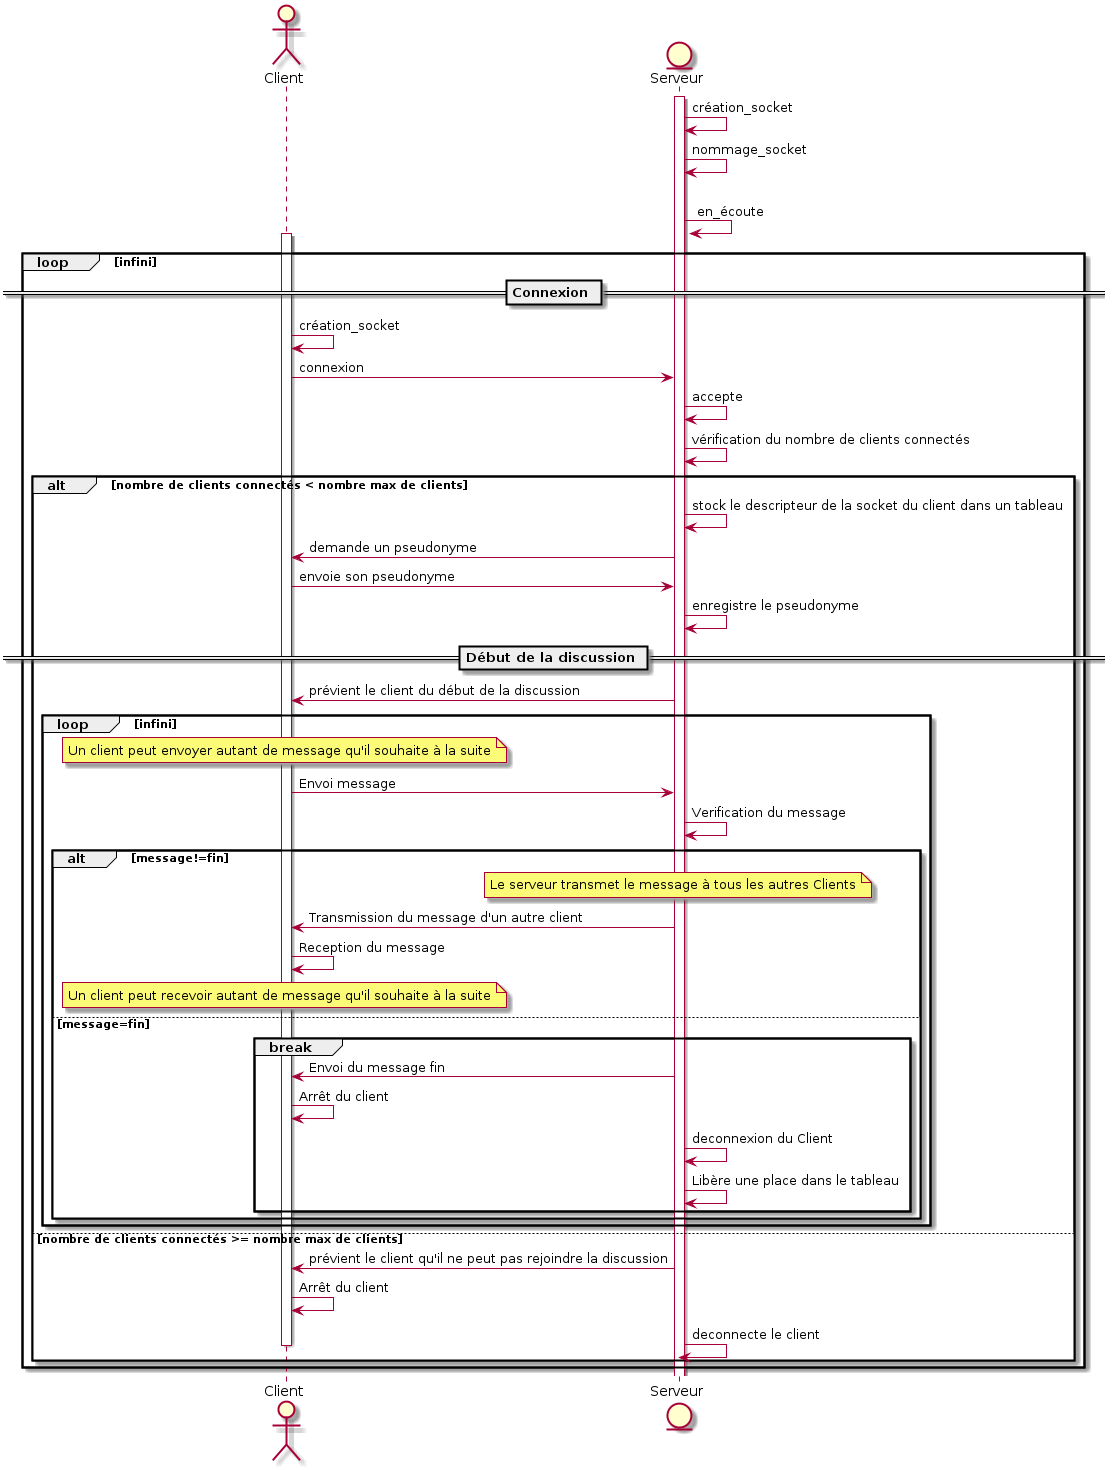 Client
Serveur
création_socket
nommage_socket
en_écoute
loop
[infini]
Connexion
création_socket
connexion
accepte
vérification du nombre de clients connectés
alt
[nombre de clients connectés < nombre max de clients]
stock le descripteur de la socket du client dans un tableau
demande un pseudonyme
envoie son pseudonyme
enregistre le pseudonyme
Début de la discussion
prévient le client du début de la discussion
loop
[infini]
Un client peut envoyer autant de message qu'il souhaite à la suite
Envoi message
Verification du message
alt
[message!=fin]
Le serveur transmet le message à tous les autres Clients
Transmission du message d'un autre client
Reception du message
Un client peut recevoir autant de message qu'il souhaite à la suite
[message=fin]
break
Envoi du message fin
Arrêt du client
deconnexion du Client
Libère une place dans le tableau
[nombre de clients connectés >= nombre max de clients]
prévient le client qu'il ne peut pas rejoindre la discussion
Arrêt du client
deconnecte le client
Client
Serveur